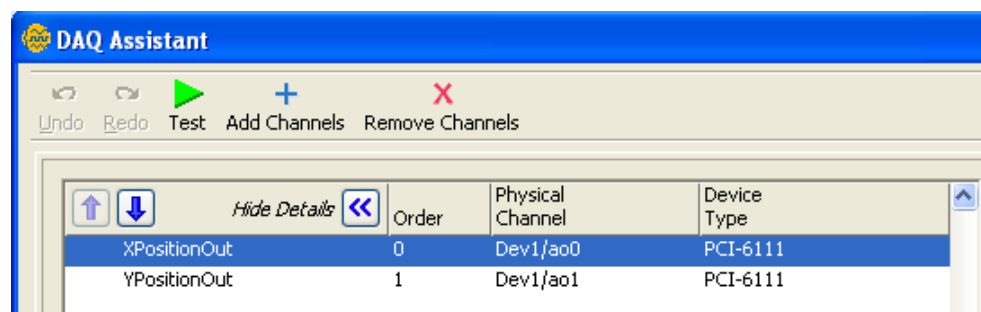 DAQ Assistant
Undo Redo Test Add Channels Remove Channels
Hide Details Order Physical Channel Device Type
XPositionOut 0 Dev1/ao0 PCI-6111
YPositionOut 1 Dev1/ao1 PCI-6111